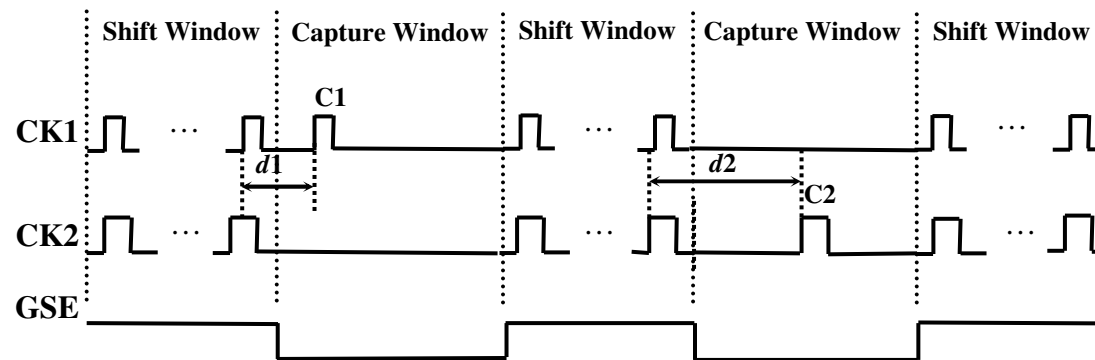 Shift Window Capture Window Shift Window Capture Window Shift Window
C1
CK1 ... ... ...
d1 d2
C2
CK2 ... ... ...
GSE